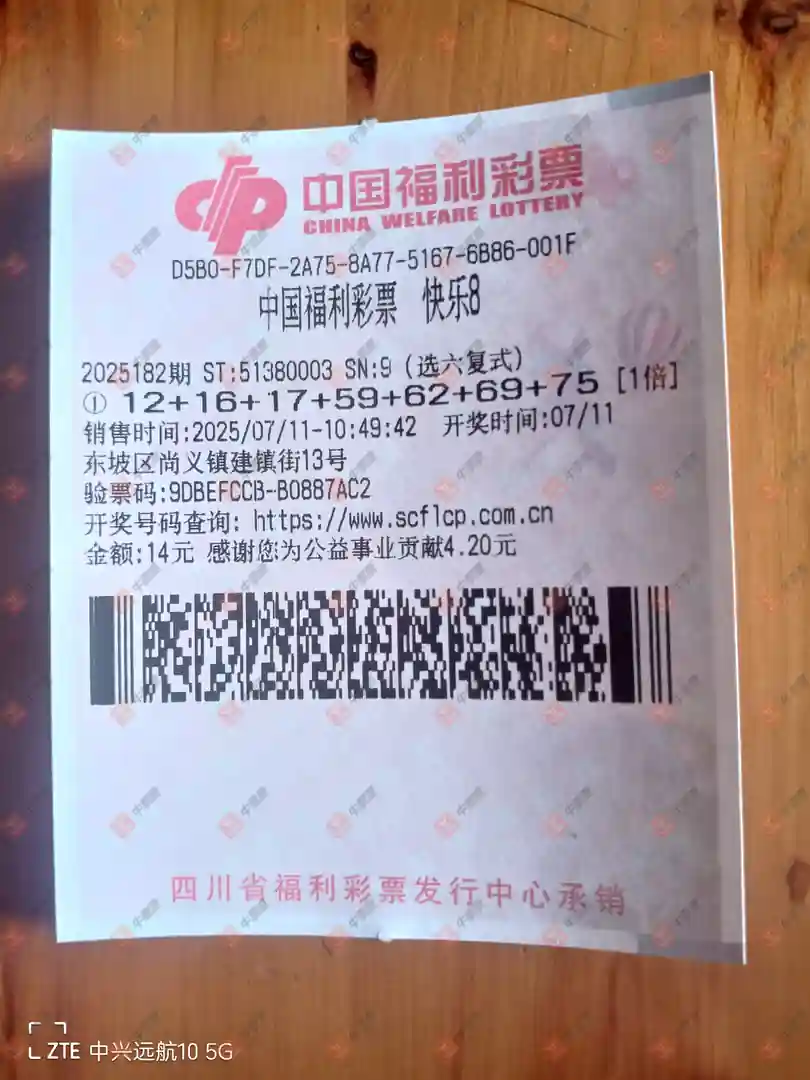 中国福利彩票
CHINA WELFARE LOTTERY
D5B0-F7DF-2A75-8A77-5167-6B86-001F
中国福利彩票 快乐8
2025182期 ST:51380003 SN:9 (选六复式)
① 12+16+17+59+62+69+75 [1倍]
销售时间:2025/07/11-10:49:42 开奖时间:07/11
东坡区尚义镇建镇街13号
验票码:9DBEFCCB-B0887AC2
开奖号码查询: https://www.scflcp.com.cn
金额:14元 感谢您为公益事业贡献4.20元
四川省福利彩票发行中心承销
ZTE 中兴远航10 5G